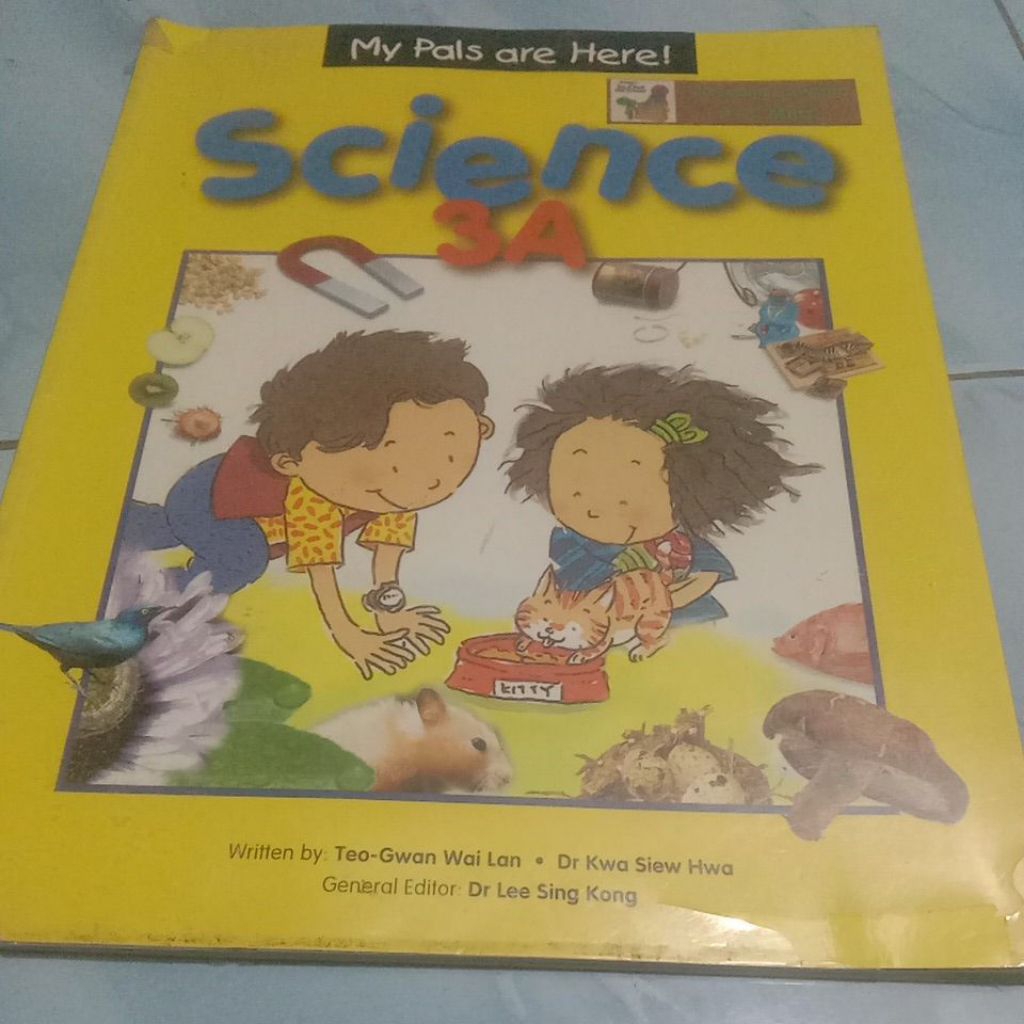 My Pals are Here!
Science
3A
KITTY
Written by: Teo-Gwan Wai Lan • Dr Kwa Siew Hwa
General Editor: Dr Lee Sing Kong